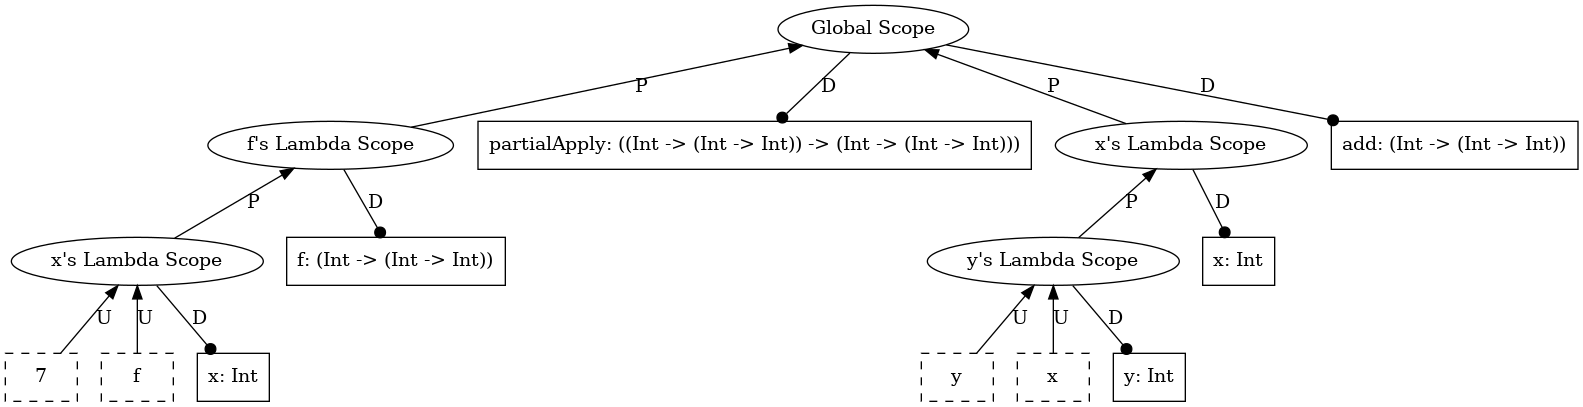 Global Scope
P
D
P
D
f's Lambda Scope
partialApply: ((Int -> (Int -> Int)) -> (Int -> (Int -> Int)))
x's Lambda Scope
add: (Int -> (Int -> Int))
P
D
P
D
x's Lambda Scope
f: (Int -> (Int -> Int))
y's Lambda Scope
x: Int
U
U
D
U
U
D
7
f
x: Int
y
x
y: Int